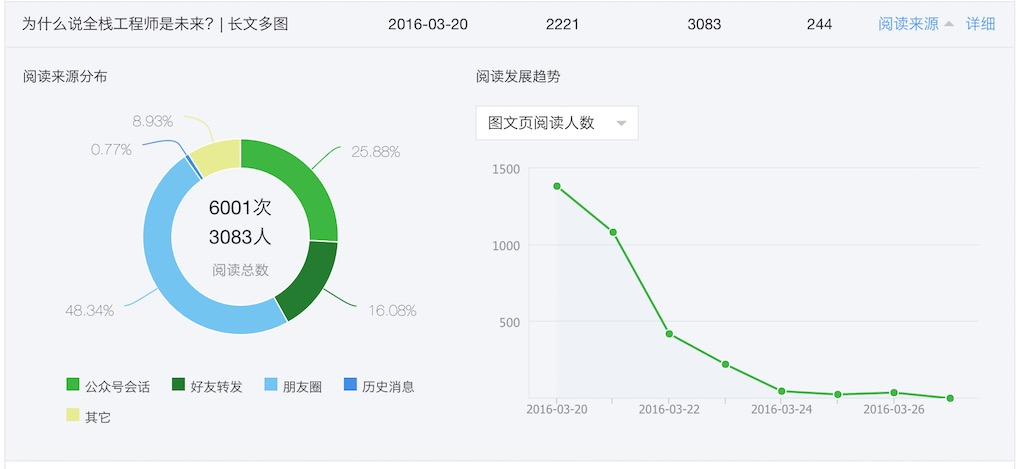 为什么说全栈工程师是未来? | 长文多图 2016-03-20 2221 3083 244 阅读来源 详细
阅读来源分布 阅读发展趋势
图文页阅读人数
8.93%
0.77%
25.88%
6001次
3083人
阅读总数
48.34%
16.08%
公众号会话 好友转发 朋友圈 历史消息
其它
1500
1000
500
2016-03-20 2016-03-22 2016-03-24 2016-03-26